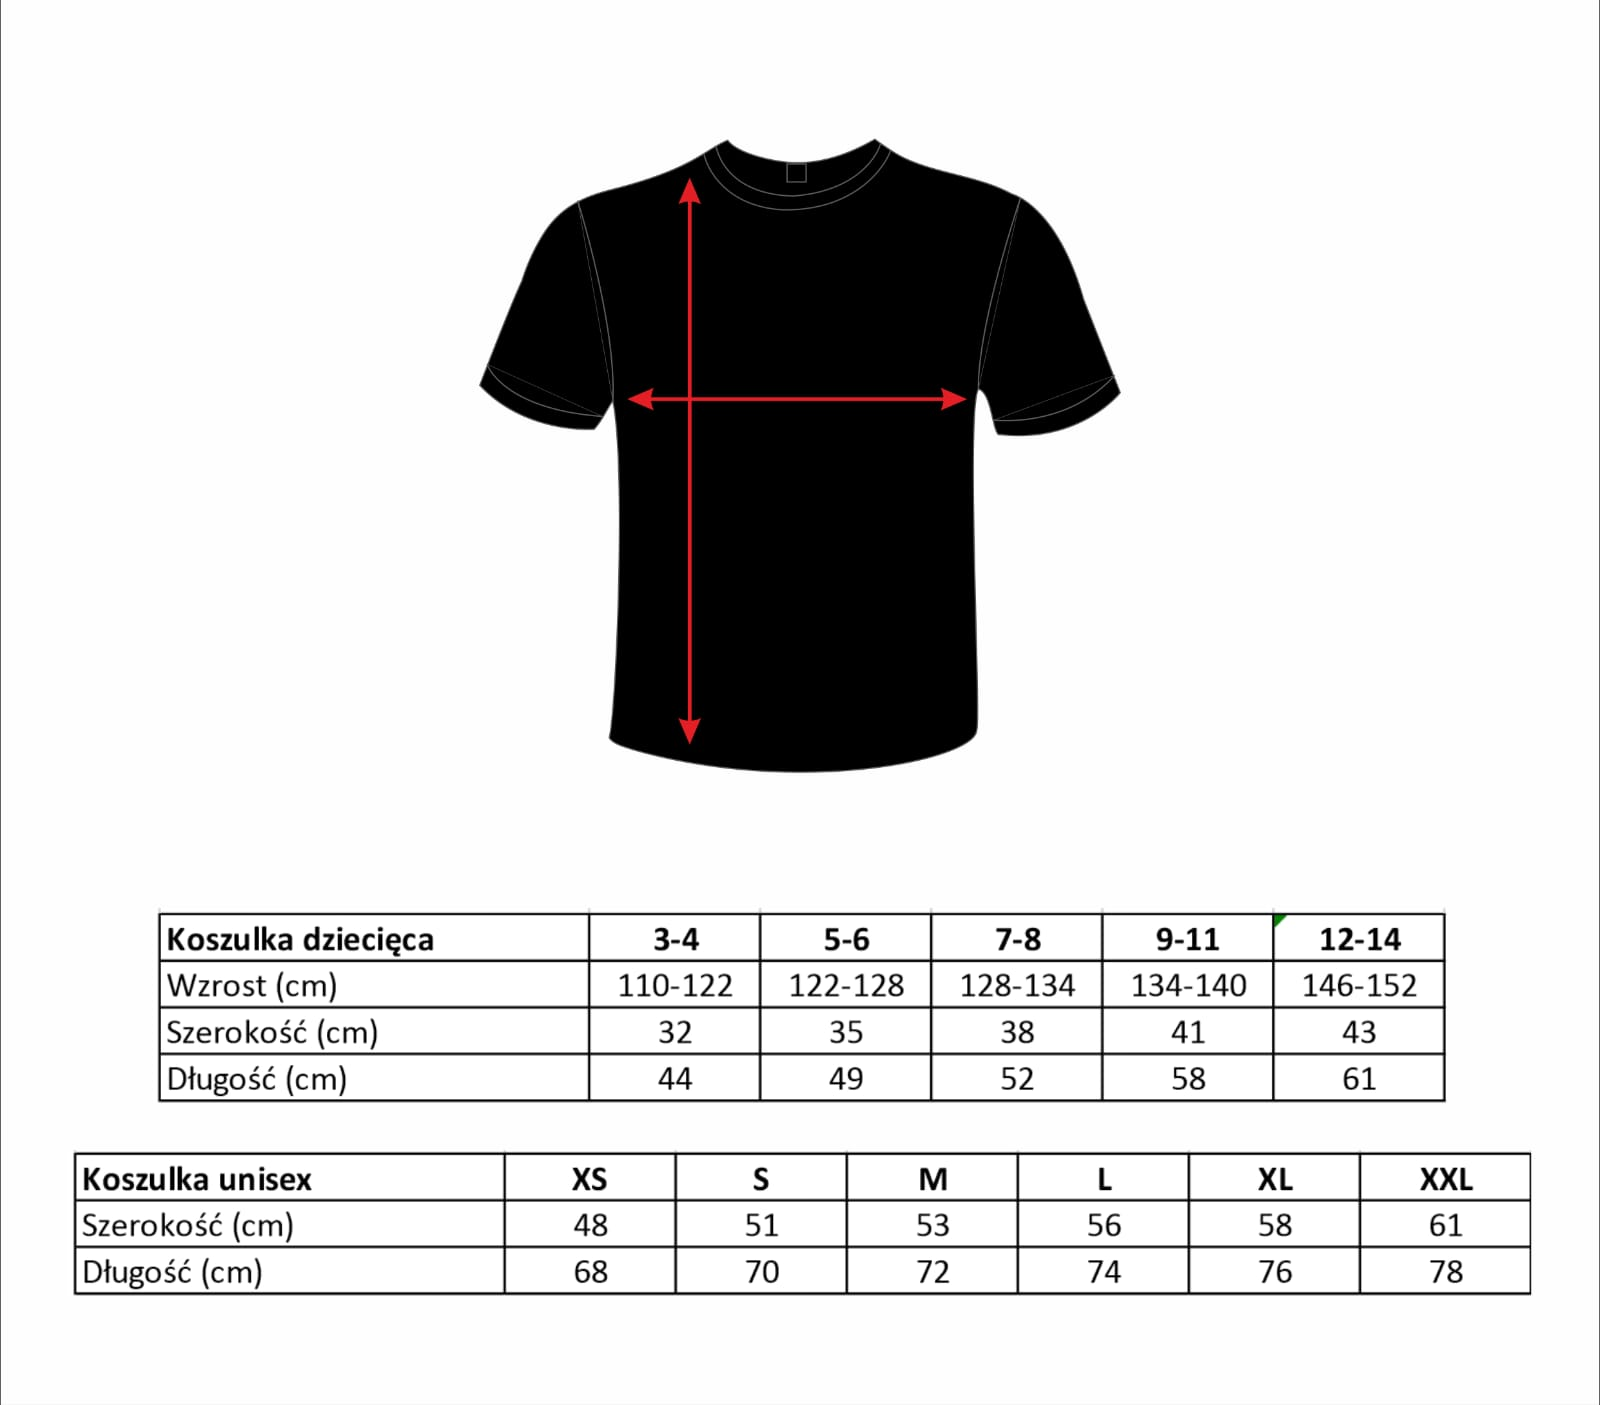 Koszulka dziecięca 3-4 5-6 7-8 9-11 12-14
Wzrost (cm) 110-122 122-128 128-134 134-140 146-152
Szerokość (cm) 32 35 38 41 43
Długość (cm) 44 49 52 58 61
Koszulka unisex XS S M L XL XXL
Szerokość (cm) 48 51 53 56 58 61
Długość (cm) 68 70 72 74 76 78